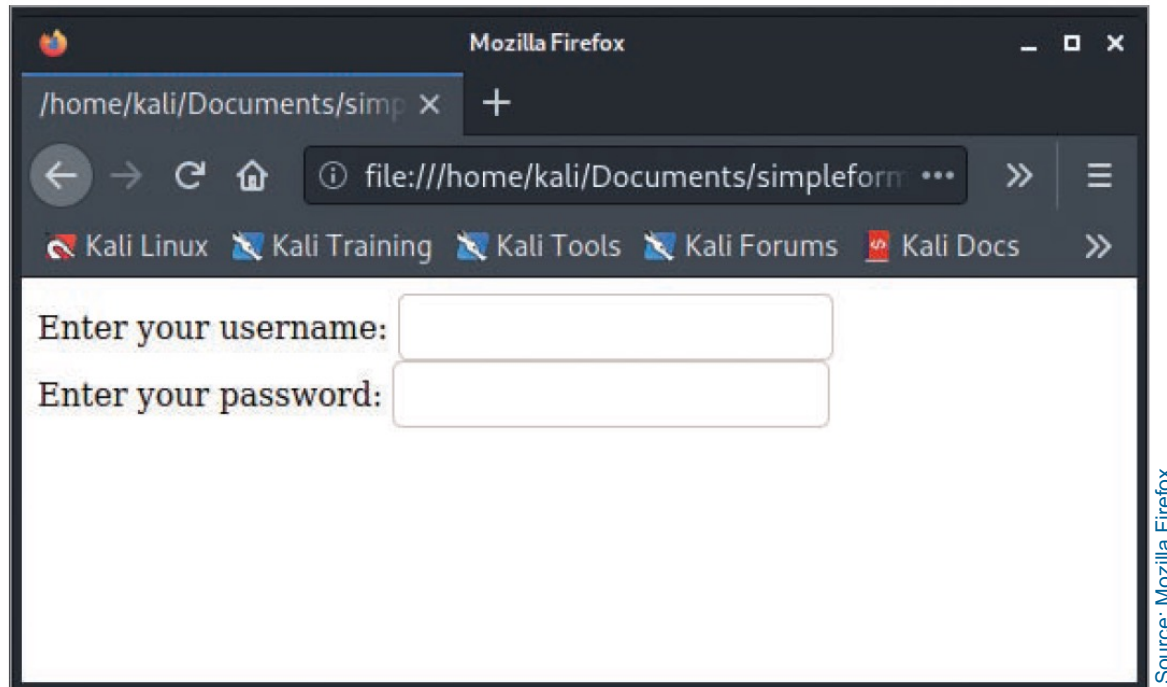 Mozilla Firefox
/home/kali/Documents/simp
file:///home/kali/Documents/simpleform
Kali Linux Kali Training Kali Tools Kali Forums Kali Docs
Enter your username:
Enter your password:
Source: Mozilla Firefox